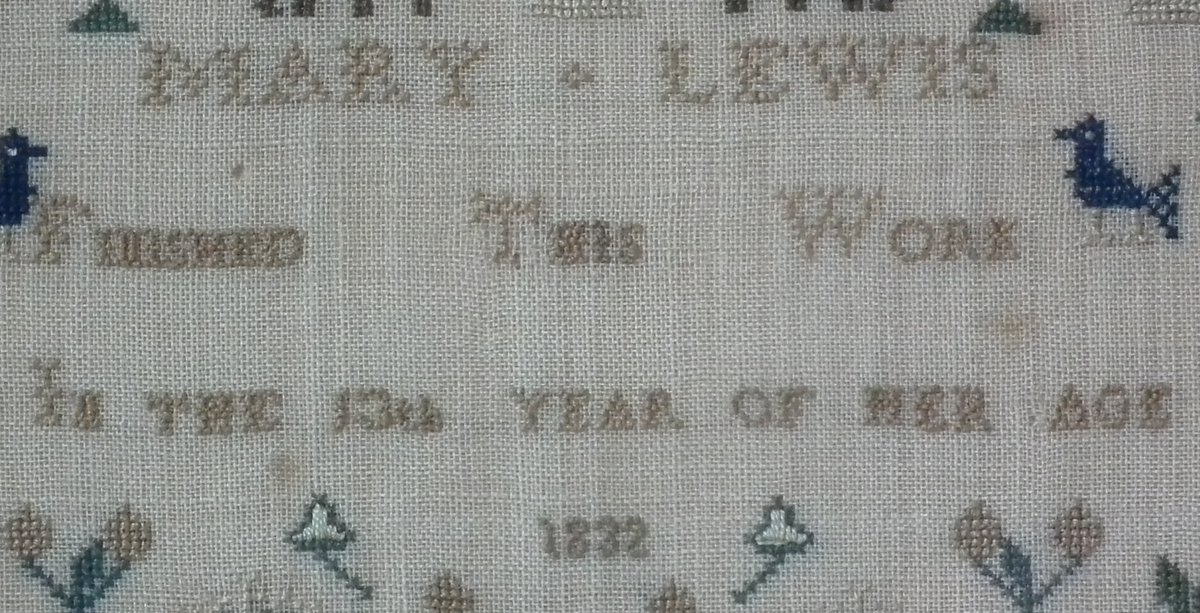 MARY LEWIS
FINISHED THIS WORK
IN THE 13th YEAR OF HER AGE
1832